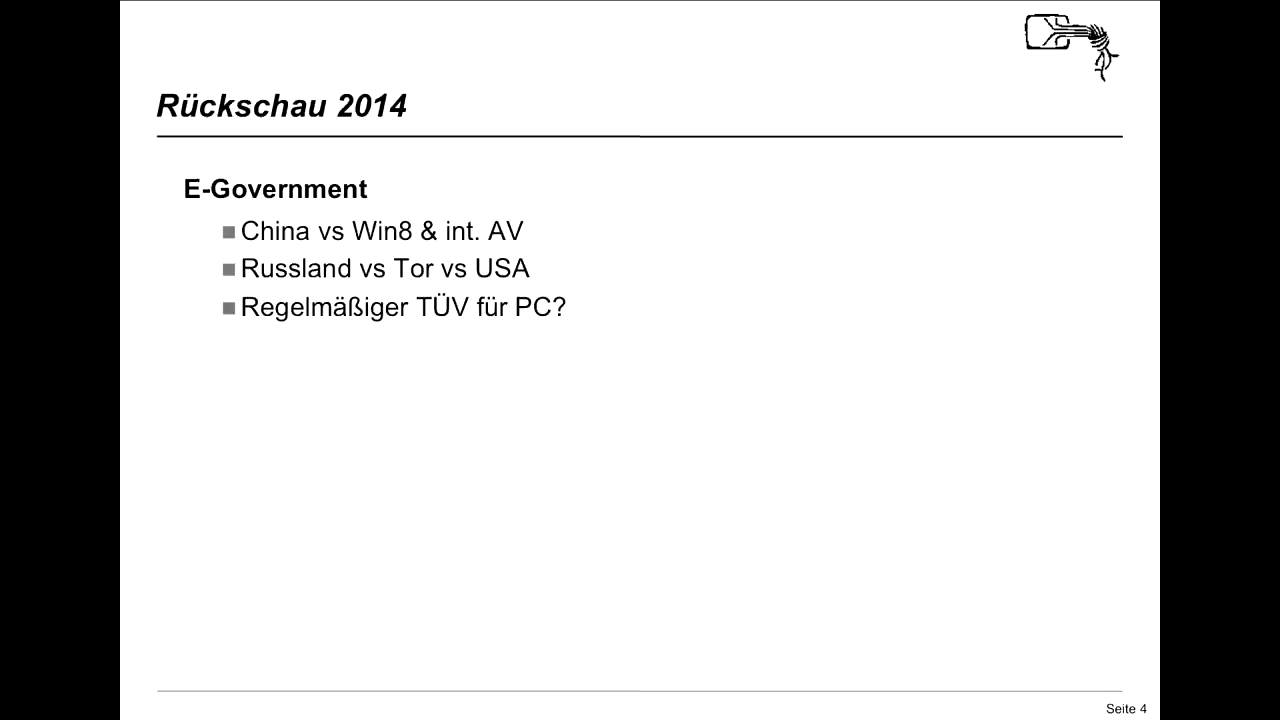 Rückschau 2014
E-Government
China vs Win8 & int. AV
Russland vs Tor vs USA
Regelmäßiger TÜV für PC?
Seite 4